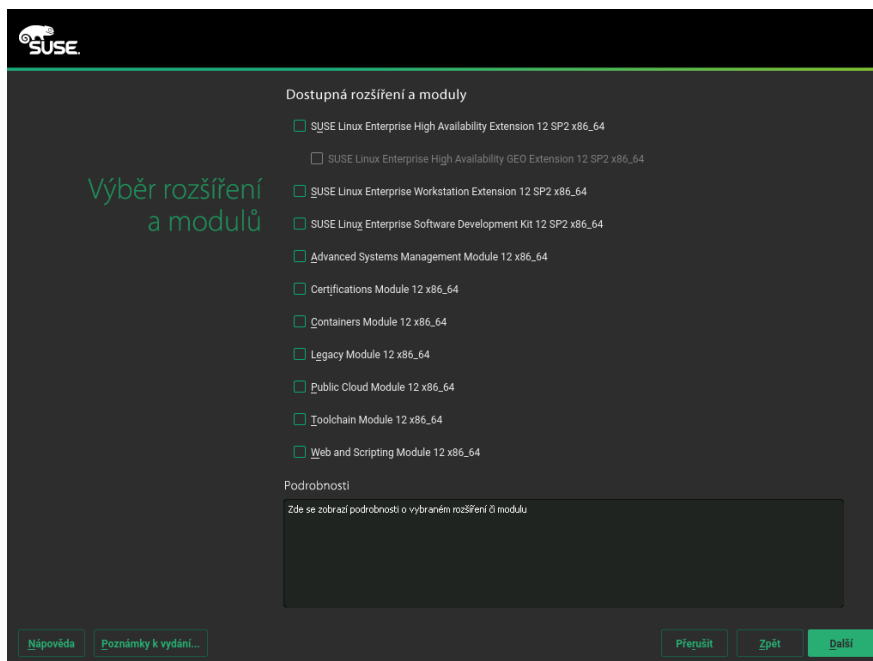 SUSE.
Dostupná rozšíření a moduly
SUSE Linux Enterprise High Availability Extension 12 SP2 x86_64
SUSE Linux Enterprise High Availability GEO Extension 12 SP2 x86_64
Výběr rozšíření
a modulů
SUSE Linux Enterprise Workstation Extension 12 SP2 x86_64
SUSE Linux Enterprise Software Development Kit 12 SP2 x86_64
Advanced Systems Management Module 12 x86_64
Certifications Module 12 x86_64
Containers Module 12 x86_64
Legacy Module 12 x86_64
Public Cloud Module 12 x86_64
Toolchain Module 12 x86_64
Web and Scripting Module 12 x86_64
Podrobnosti
Zde se zobrazí podrobnosti o vybraném rozšíření či modulu
Nápověda Poznámky k vydání... Přerušit Zpět Další